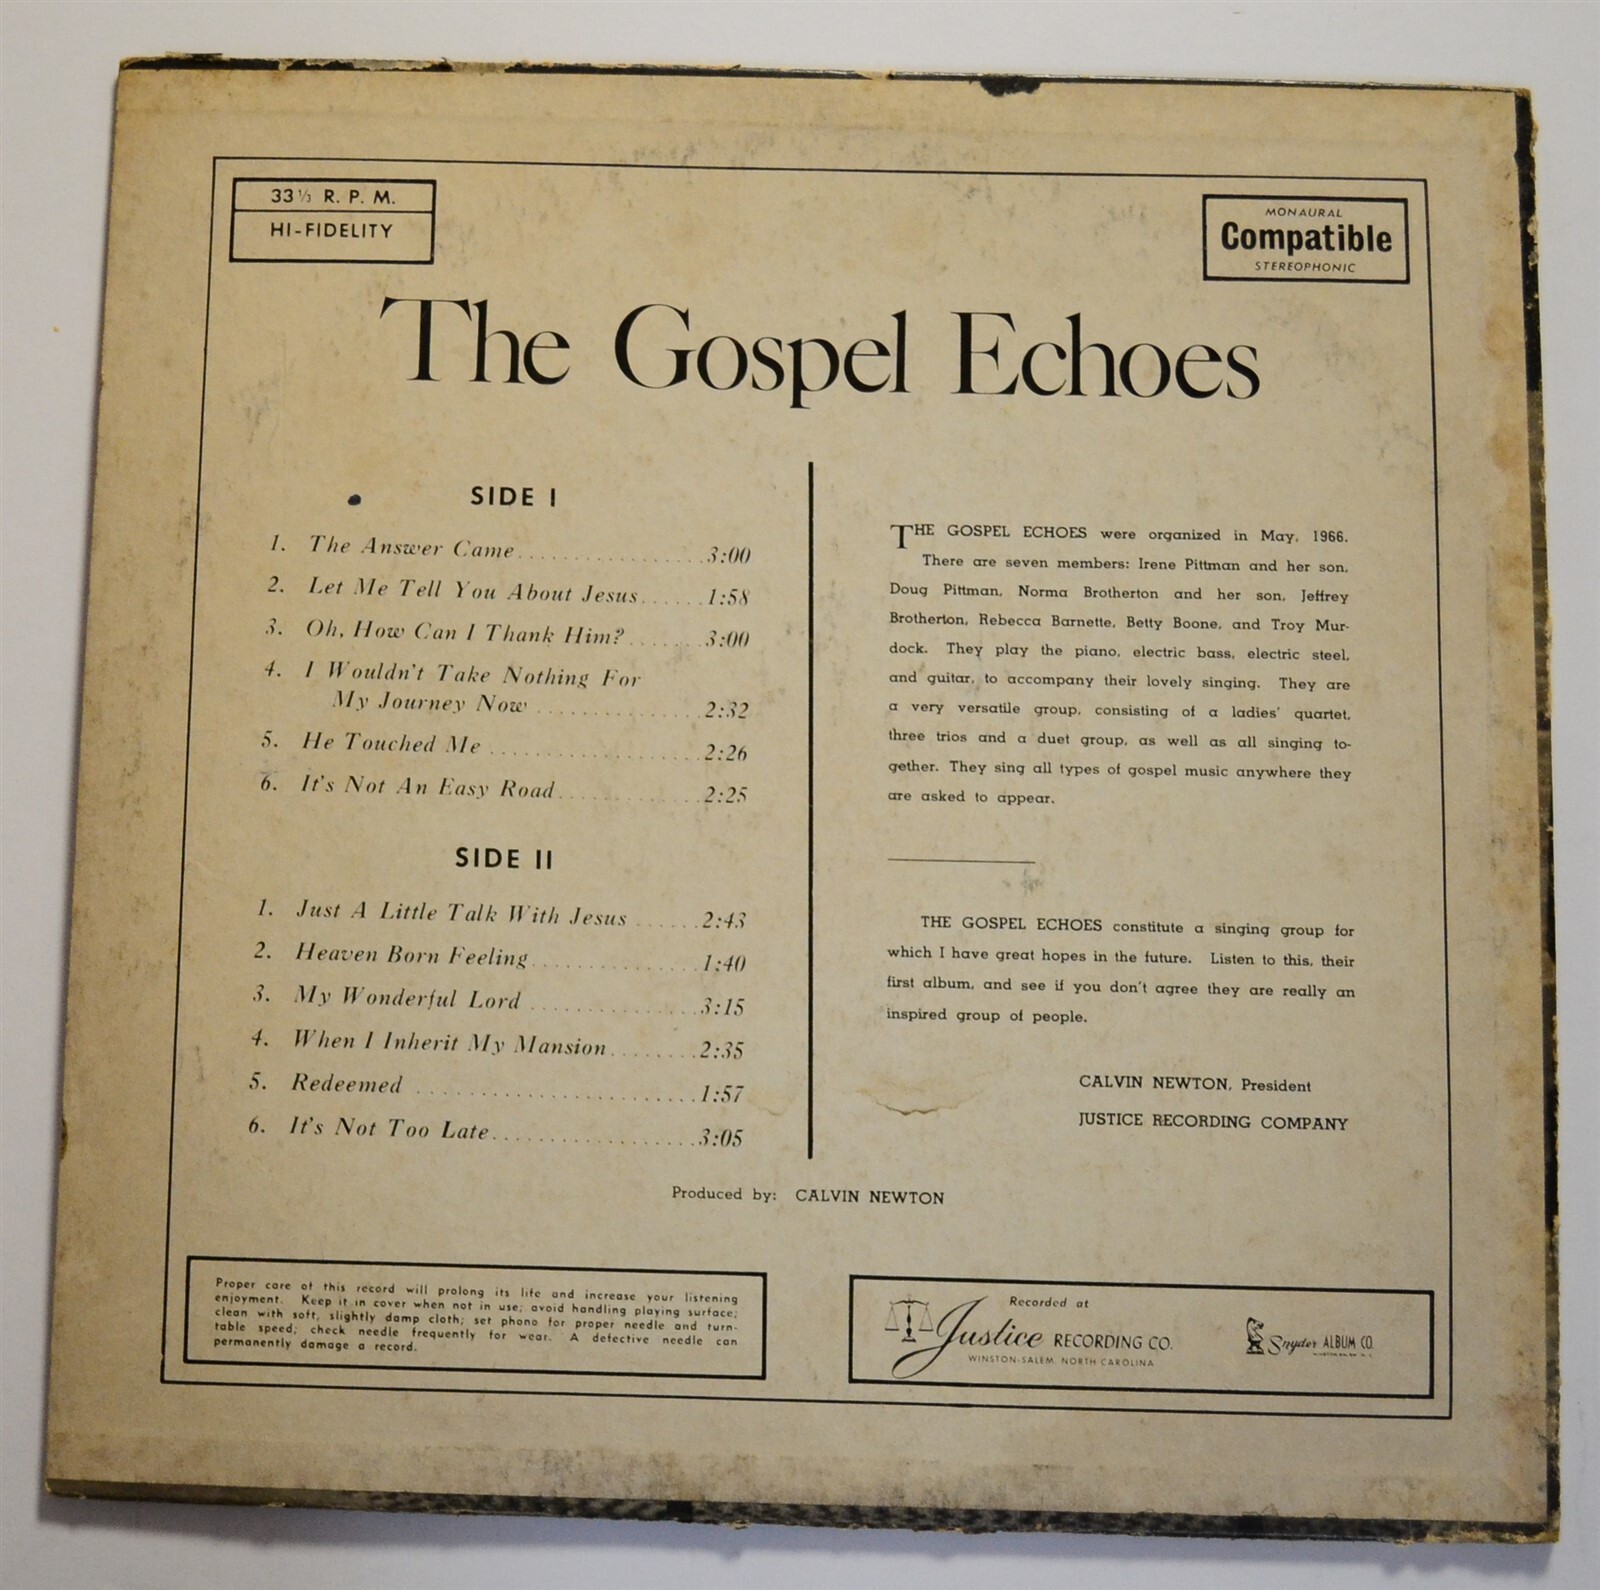 33⅓ R. P. M.
HI-FIDELITY
MONAURAL
Compatible
STEREOPHONIC
The Gospel Echoes
SIDE I
1. The Answer Came................3:00
2. Let Me Tell You About Jesus......1:58
3. Oh, How Can I Thank Him?.......3:00
4. I Wouldn't Take Nothing For
My Journey Now...............2:32
5. He Touched Me...................2:26
6. It's Not An Easy Road.............2:25
SIDE II
1. Just A Little Talk With Jesus......2:43
2. Heaven Born Feeling...............1:40
3. My Wonderful Lord...............3:15
4. When I Inherit My Mansion........2:35
5. Redeemed........................1:57
6. It's Not Too Late..................3:05
THE GOSPEL ECHOES were organized in May, 1966.
There are seven members: Irene Pittman and her son,
Doug Pittman, Norma Brotherton and her son, Jeffrey
Brotherton, Rebecca Barnette, Betty Boone, and Troy Mur-
dock. They play the piano, electric bass, electric steel,
and guitar, to accompany their lovely singing. They are
a very versatile group, consisting of a ladies' quartet,
three trios and a duet group, as well as all singing to-
gether. They sing all types of gospel music anywhere they
are asked to appear.
THE GOSPEL ECHOES constitute a singing group for
which I have great hopes in the future. Listen to this, their
first album, and see if you don't agree they are really an
inspired group of people.
CALVIN NEWTON, President
JUSTICE RECORDING COMPANY
Produced by: CALVIN NEWTON
Proper care of this record will prolong its life and increase your listening
enjoyment. Keep it in cover when not in use; avoid handling playing surface;
clean with soft, slightly damp cloth; set phono for proper needle and turn-
table speed; check needle frequently for wear. A defective needle can
permanently damage a record.
Recorded at
Justice RECORDING CO.
WINSTON-SALEM, NORTH CAROLINA
Snyder ALBUM CO.